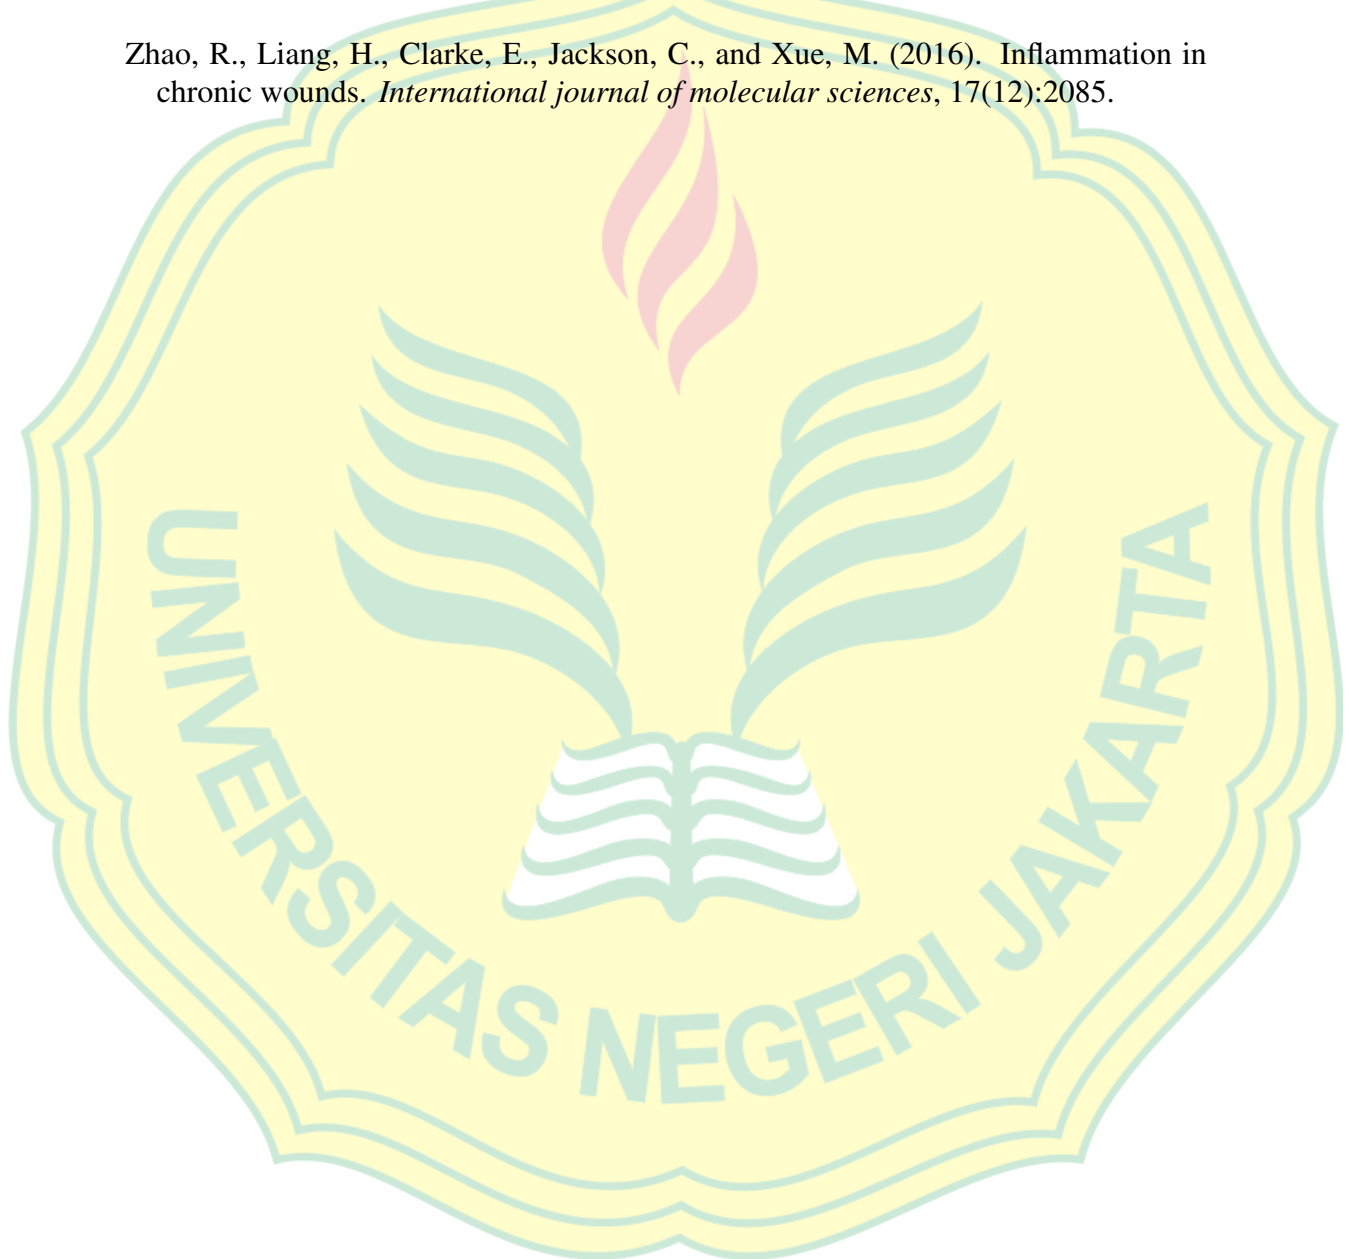 Zhao, R., Liang, H., Clarke, E., Jackson, C., and Xue, M. (2016). Inflammation in
chronic wounds. International journal of molecular sciences, 17(12):2085.
UNIVERSITAS NEGERI JAKARTA